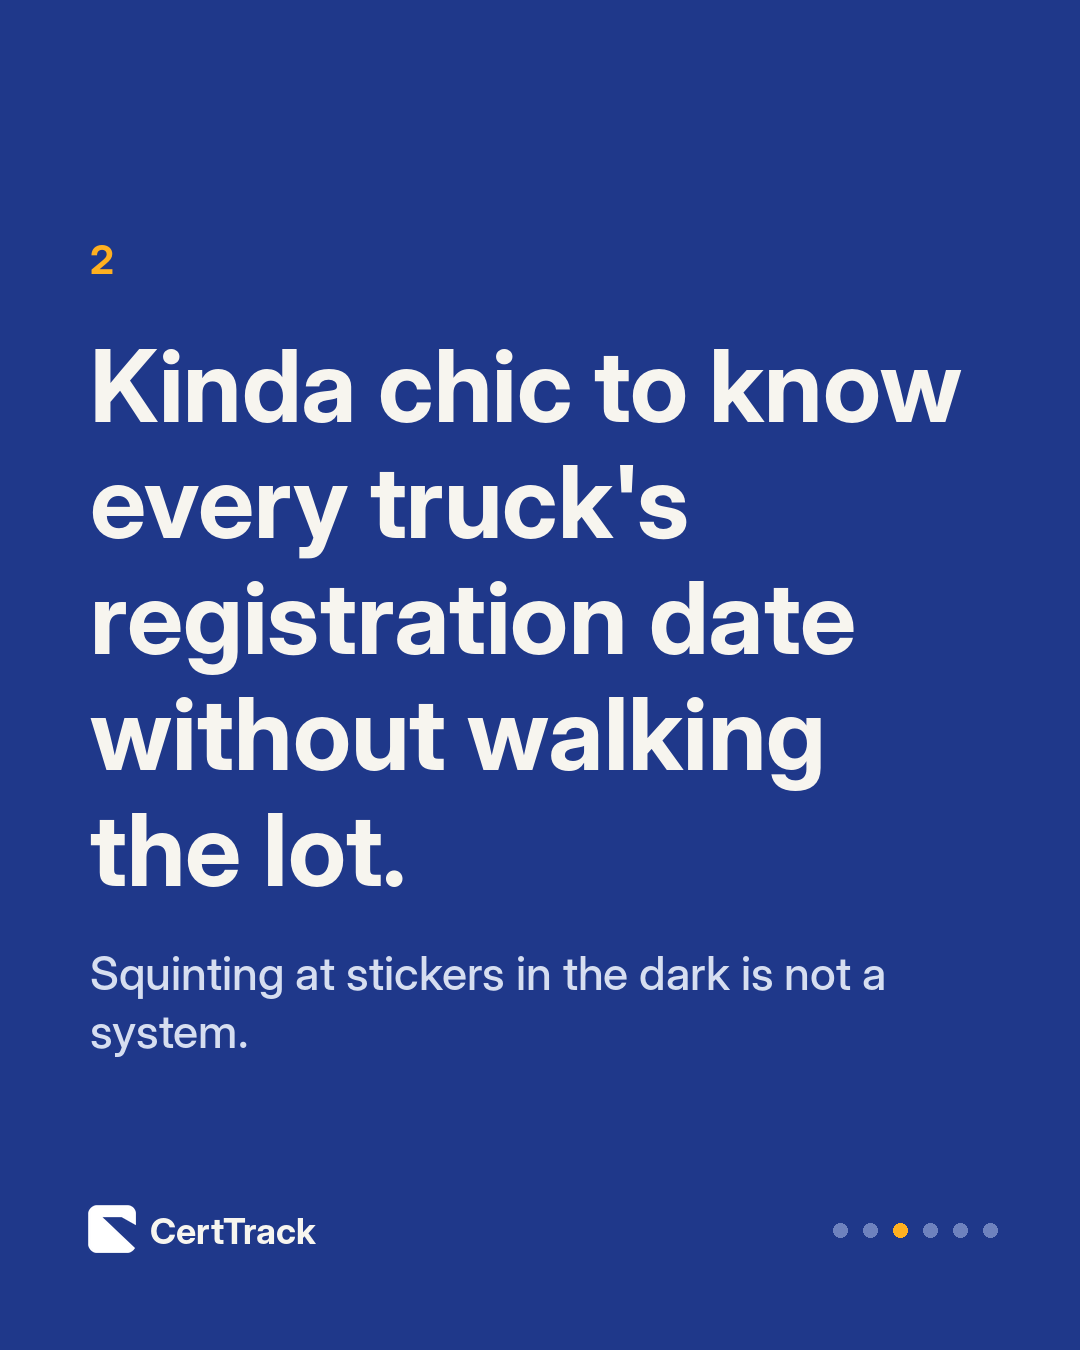 2
Kinda chic to know
every truck's
registration date
without walking
the lot.
Squinting at stickers in the dark is not a
system.
CertTrack